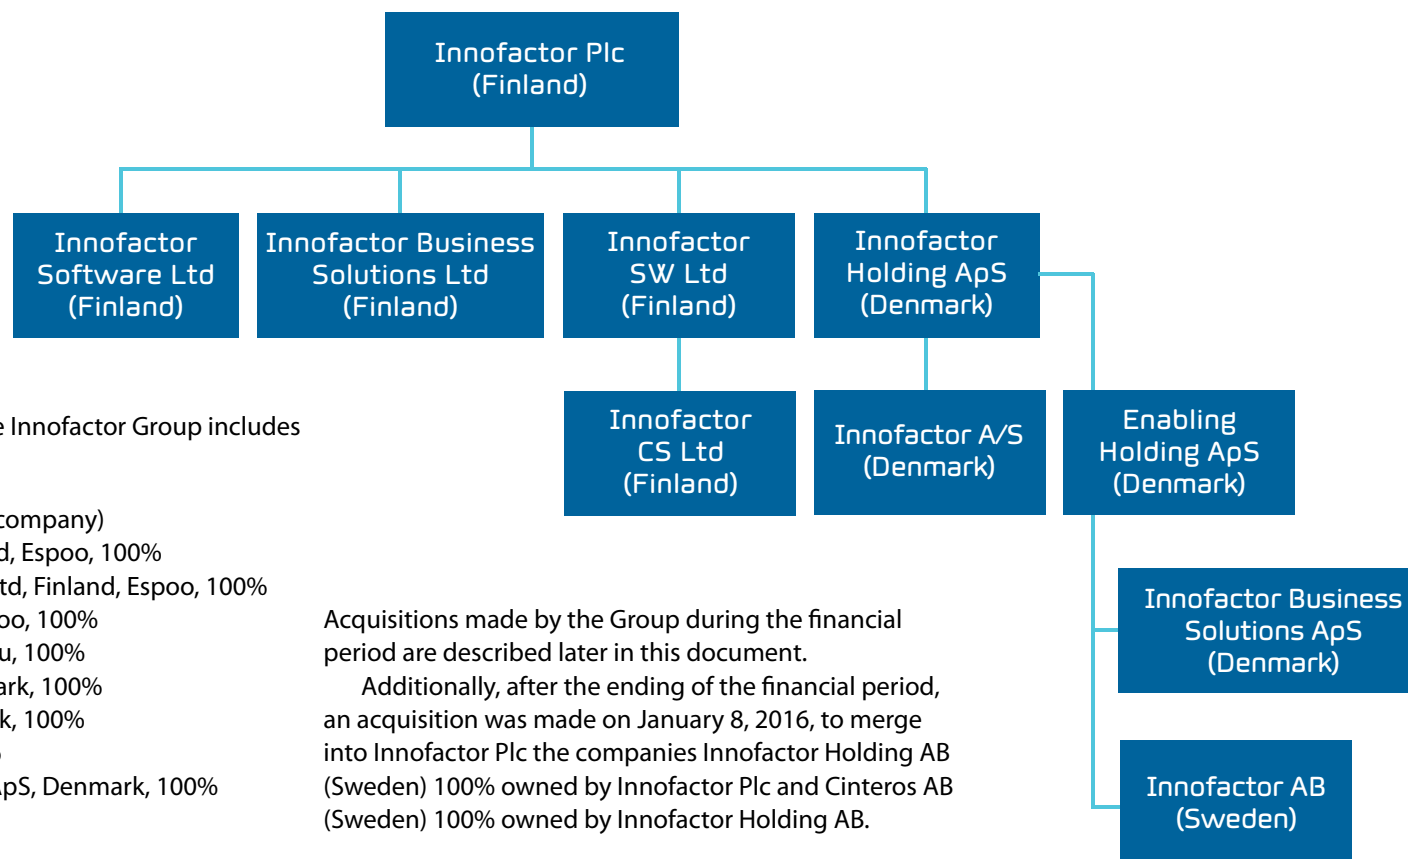 Innofactor Plc
(Finland)
Innofactor
Software Ltd
(Finland)
Innofactor Business
Solutions Ltd
(Finland)
Innofactor
SW Ltd
(Finland)
Innofactor
Holding ApS
(Denmark)
Innofactor
CS Ltd
(Finland)
Innofactor A/S
(Denmark)
Enabling
Holding ApS
(Denmark)
Innofactor Business
Solutions ApS
(Denmark)
Innofactor AB
(Sweden)
Innofactor Group includes
company)
Espoo, 100%
Finland, Espoo, 100%
100%
100%
100%
100%
Denmark, 100%
Acquisitions made by the Group during the financial
period are described later in this document.
Additionally, after the ending of the financial period,
an acquisition was made on January 8, 2016, to merge
into Innofactor Plc the companies Innofactor Holding AB
(Sweden) 100% owned by Innofactor Plc and Cinteros AB
(Sweden) 100% owned by Innofactor Holding AB.